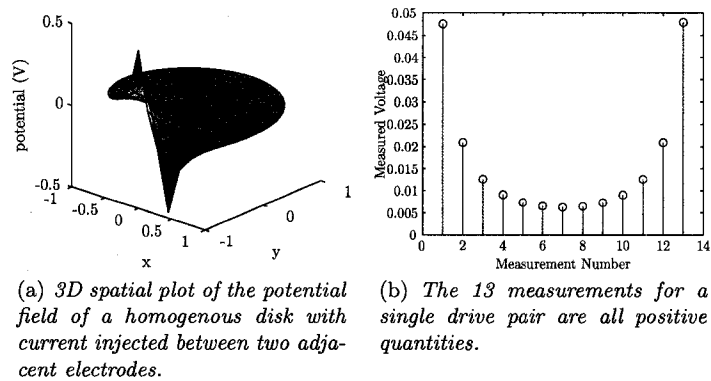 0.5
0
-0.5
-1
-0.5
0
0.5
1
-1
0
1
potential (V)
x
y
0.05
0.045
0.04
0.035
0.03
0.025
0.02
0.015
0.01
0.005
0
0 2 4 6 8 10 12 14
Measured Voltage
Measurement Number
(a) 3D spatial plot of the potential
field of a homogenous disk with
current injected between two adja-
cent electrodes.
(b) The 13 measurements for a
single drive pair are all positive
quantities.